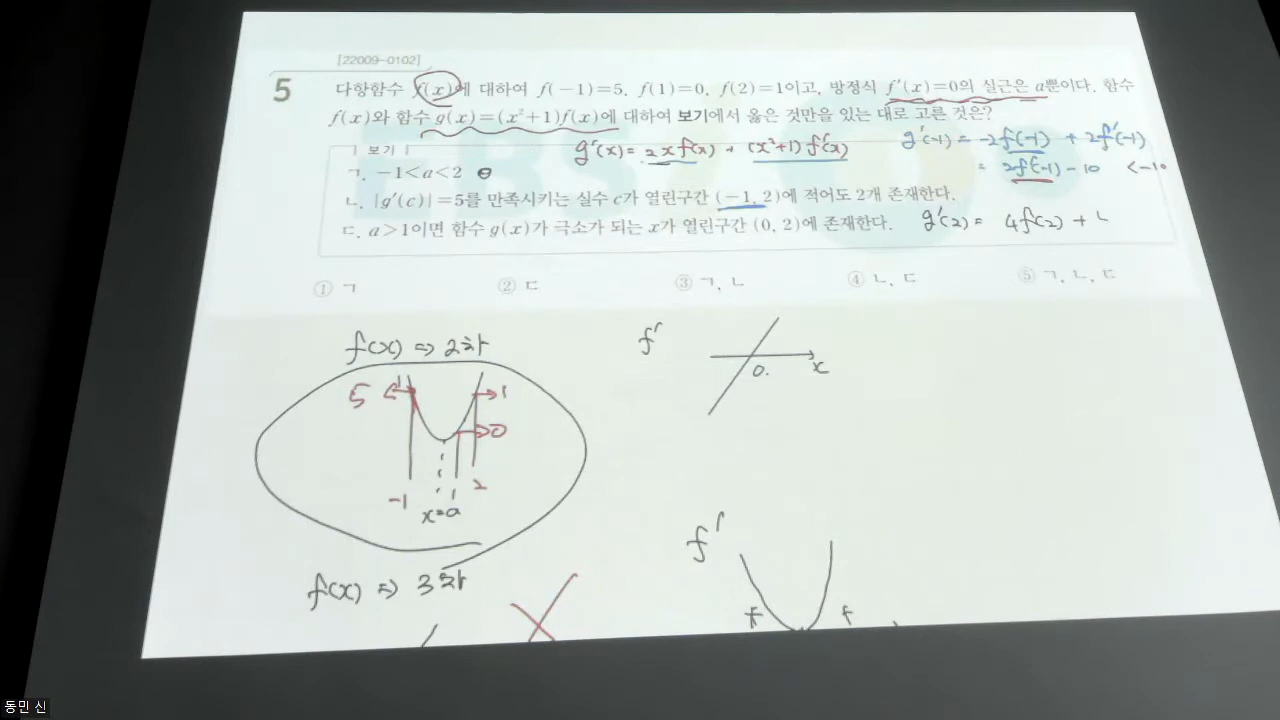 [22009-0102]
5 다항함수 f(x)에 대하여 f(-1)=5, f(1)=0, f(2)=1이고, 방정식 f′(x)=0의 실근은 a뿐이다. 함수
f(x)와 함수 g(x)=(x²+1)f(x)에 대하여 보기에서 옳은 것만을 있는 대로 고른 것은?
g′(x)= 2xf(x) + (x²+1)f′(x)
g′(-1) = -2f(-1) + 2f′(-1)
보기
= 2f′(-1) - 10 < -10
ㄱ. -1<a<2
ㄴ. |g′(c)|=5를 만족시키는 실수 c가 열린구간 (-1, 2)에 적어도 2개 존재한다.
ㄷ. a>1이면 함수 g(x)가 극소가 되는 x가 열린구간 (0, 2)에 존재한다.
g′(2)= 4f(2) +
① ㄱ ② ㄷ ③ ㄱ, ㄴ ④ ㄴ, ㄷ ⑤ ㄱ, ㄴ, ㄷ
f(x) ⇒ 2차
f′
5
1
0
x
0
-1
1
2
x=a
f′
f(x) ⇒ 3차
+ +
동민 신